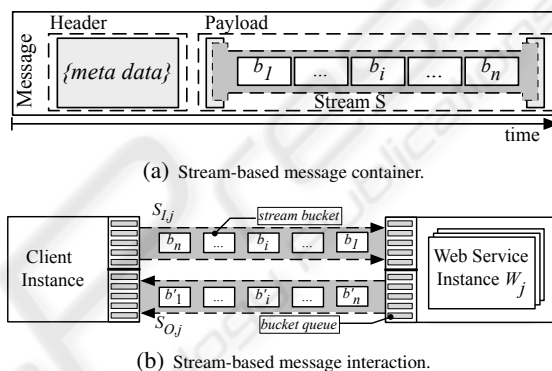 Header
Payload
Message
{meta data}
b1 ... bi ... bn
Stream S
time
(a) Stream-based message container.
SI,j
stream bucket
bn ... bi ... b1
Client
Instance
Web Service
Instance Wj
b'1 ... b'i ... b'n
SO,j
bucket queue
(b) Stream-based message interaction.